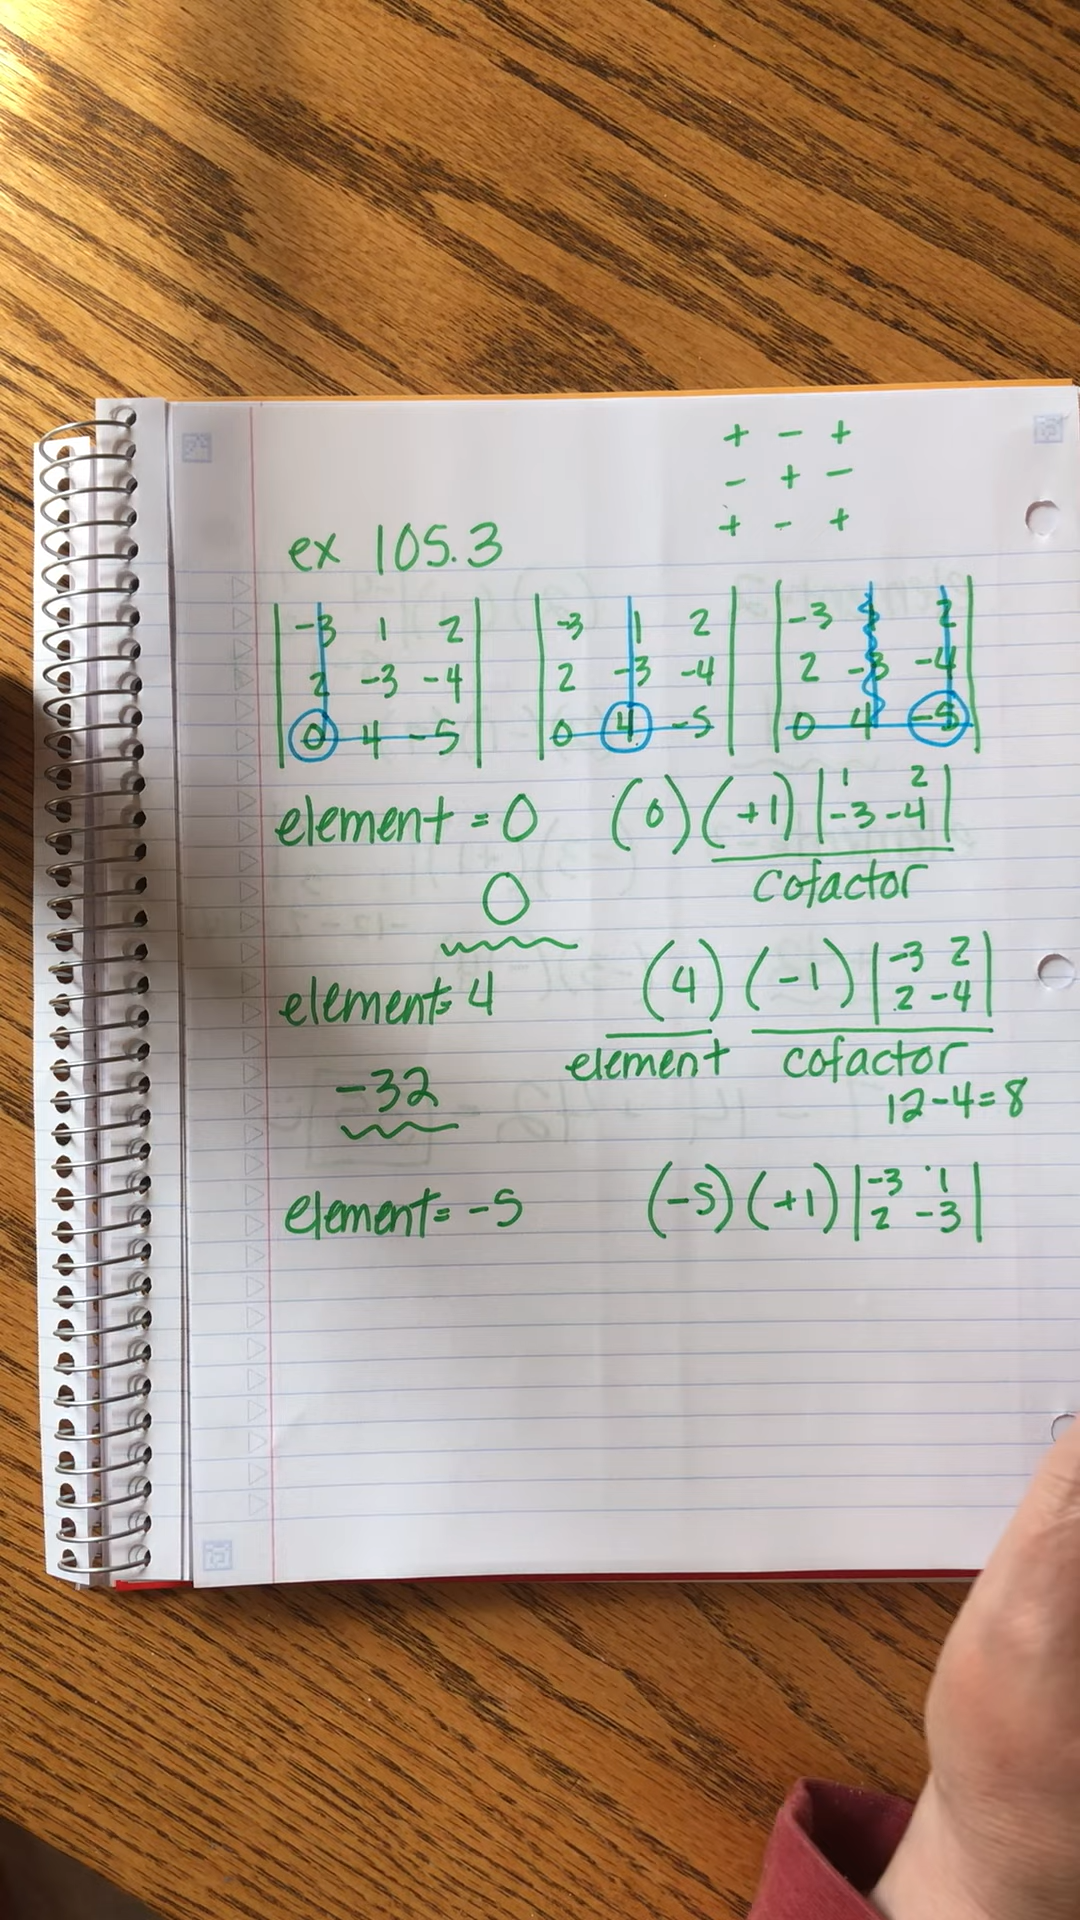 + - +
- + -
+ - +
ex 105.3
|-3 1 2| |-3 1 2| |-3 1 2|
|2 -3 -4| |2 -3 -4| |2 -3 -4|
|0 4 -5| |0 4 -5| |0 4 -5|
element = 0 (0)(+1)|1 2|
|-3 -4|
cofactor
0
element = 4 (4)(-1)|-3 2|
|2 -4|
element cofactor
-32
12-4=8
element = -5 (-5)(+1)|-3 1|
|2 -3|